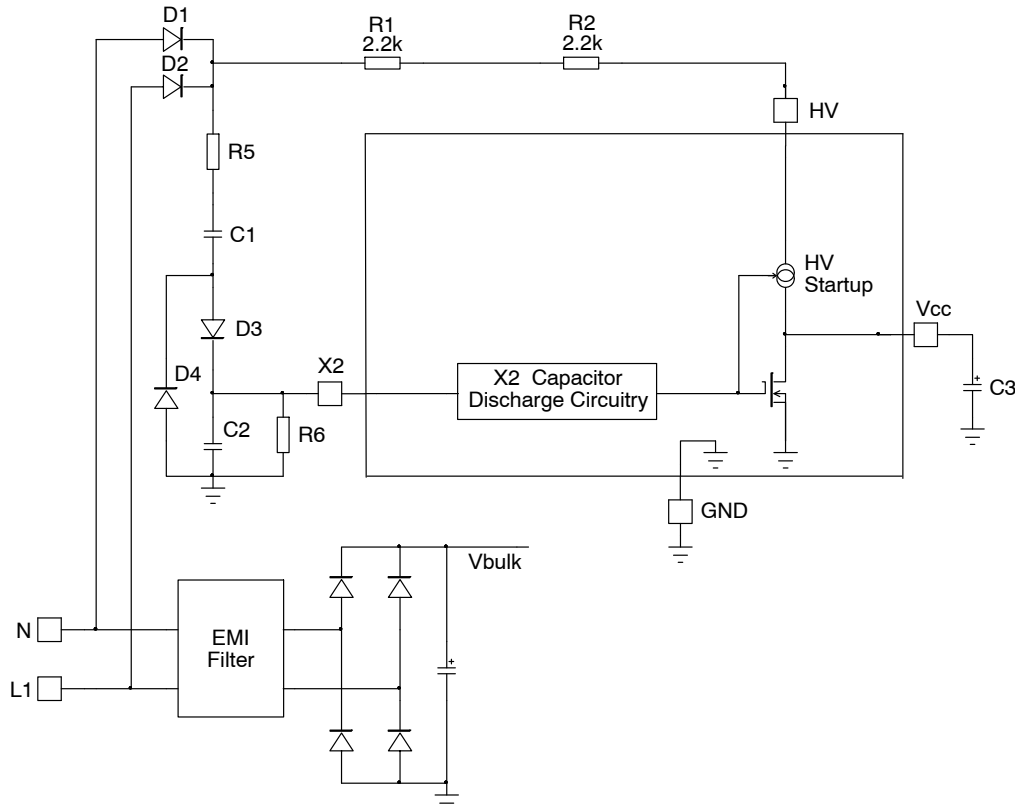 D1
D2
R1
2.2k
R2
2.2k
HV
R5
C1
HV
Startup
D3
Vcc
X2
D4
X2 Capacitor
Discharge Circuitry
C3
C2
R6
GND
Vbulk
N
EMI
Filter
L1
+
+